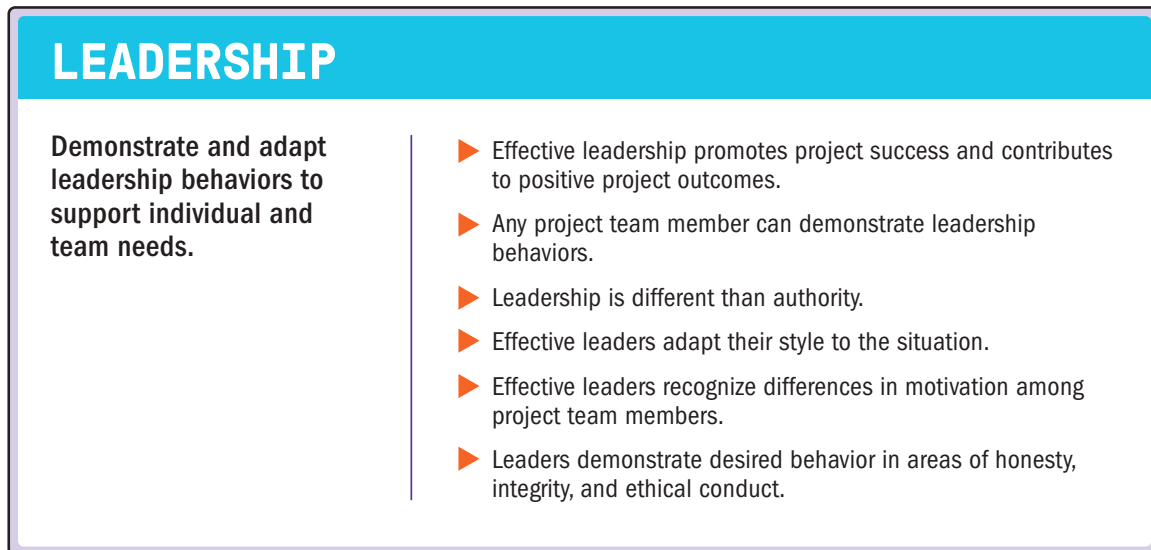 LEADERSHIP
Demonstrate and adapt
leadership behaviors to
support individual and
team needs.
Effective leadership promotes project success and contributes
to positive project outcomes.
Any project team member can demonstrate leadership
behaviors.
Leadership is different than authority.
Effective leaders adapt their style to the situation.
Effective leaders recognize differences in motivation among
project team members.
Leaders demonstrate desired behavior in areas of honesty,
integrity, and ethical conduct.